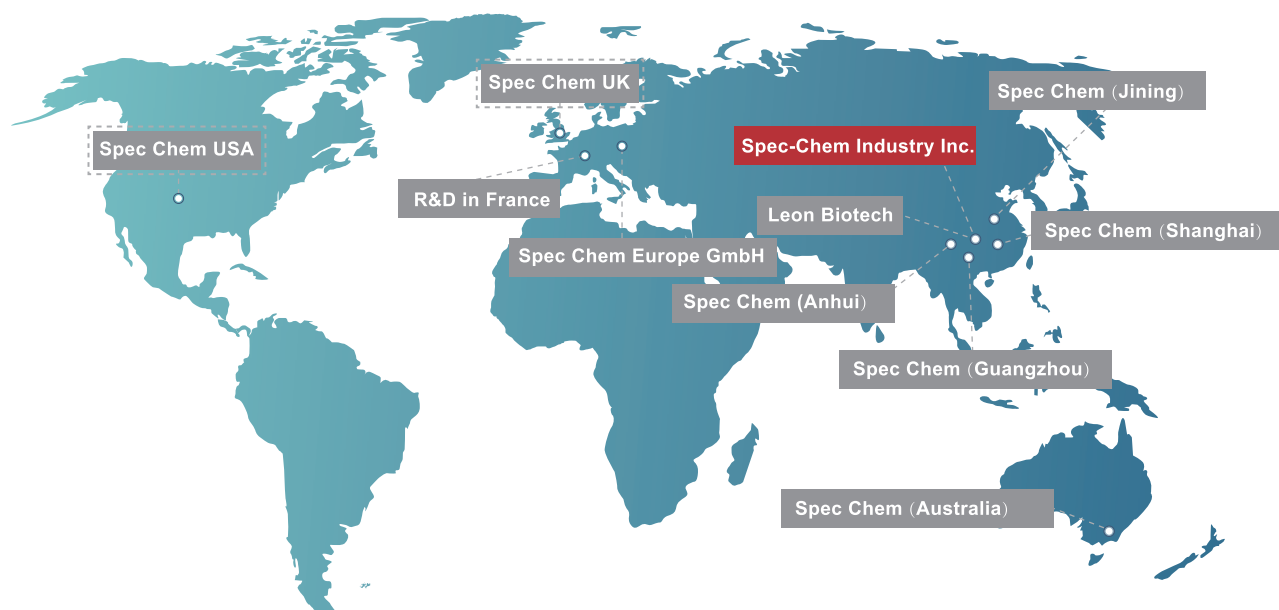 Spec Chem UK
Spec Chem (Jining)
Spec Chem USA
Spec-Chem Industry Inc.
R&D in France
Leon Biotech
Spec Chem (Shanghai)
Spec Chem Europe GmbH
Spec Chem (Anhui)
Spec Chem (Guangzhou)
Spec Chem (Australia)